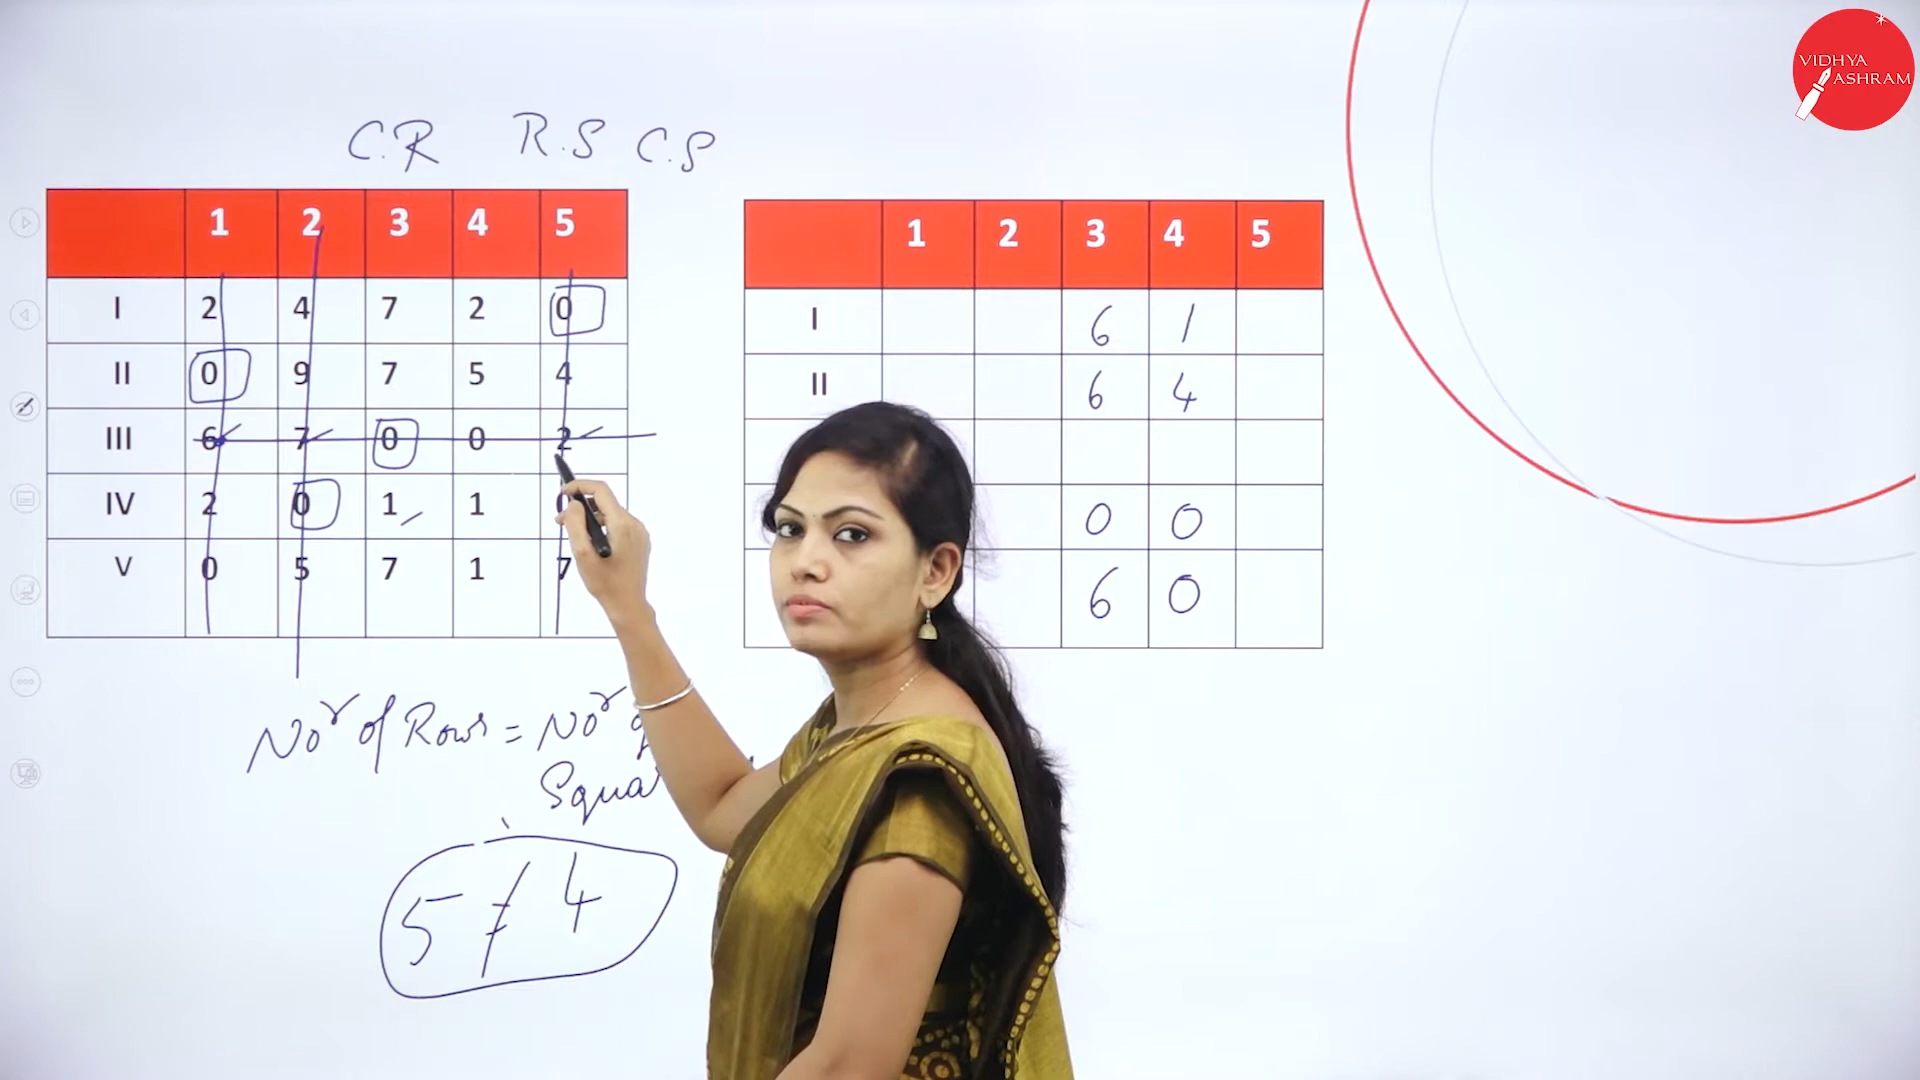 VIDHYA
ASHRAM
C.R R.S C.S
1 2 3 4 5
I 2 4 7 2 0
II 0 9 7 5 4
III 6 7 0 0 2
IV 2 0 1 1
V 0 5 7 1 7
1 2 3 4 5
I 6 1
II 6 4
0 0
6 0
No^r of Rows = No^r
5 ≠ 4